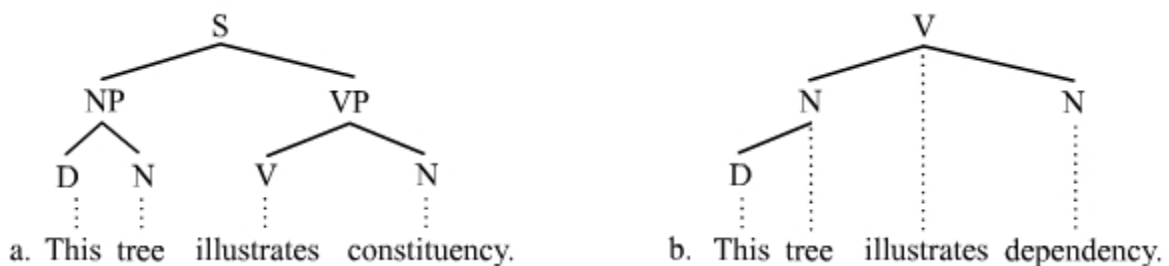 S V
NP VP N N
D N V N D
a. This tree illustrates constituency. b. This tree illustrates dependency.